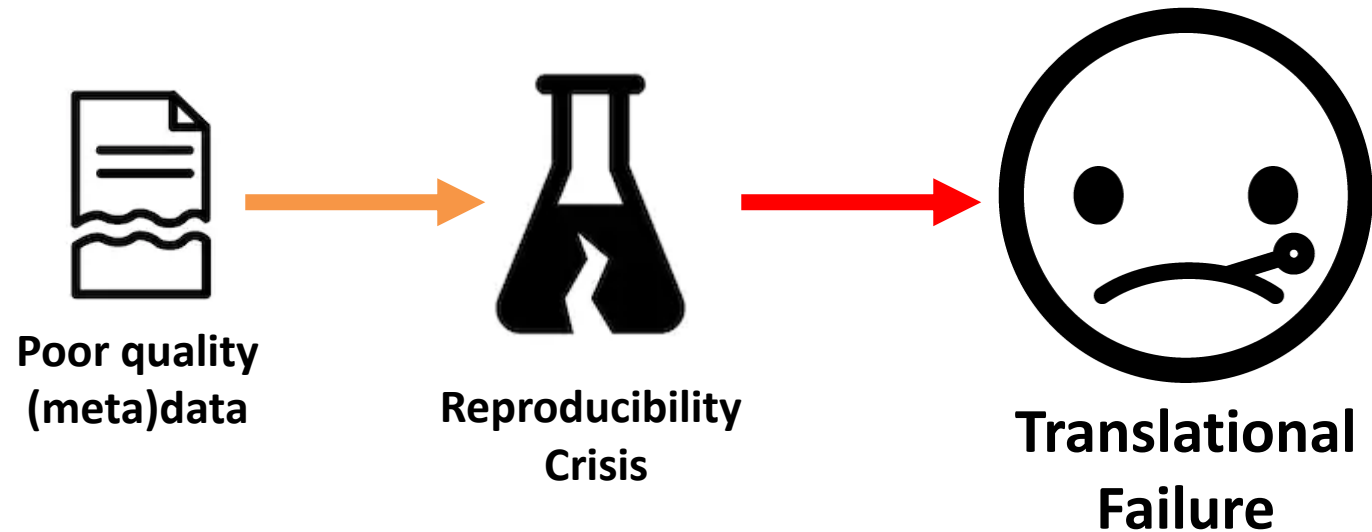 Poor quality
(meta)data
Reproducibility
Crisis
Translational
Failure